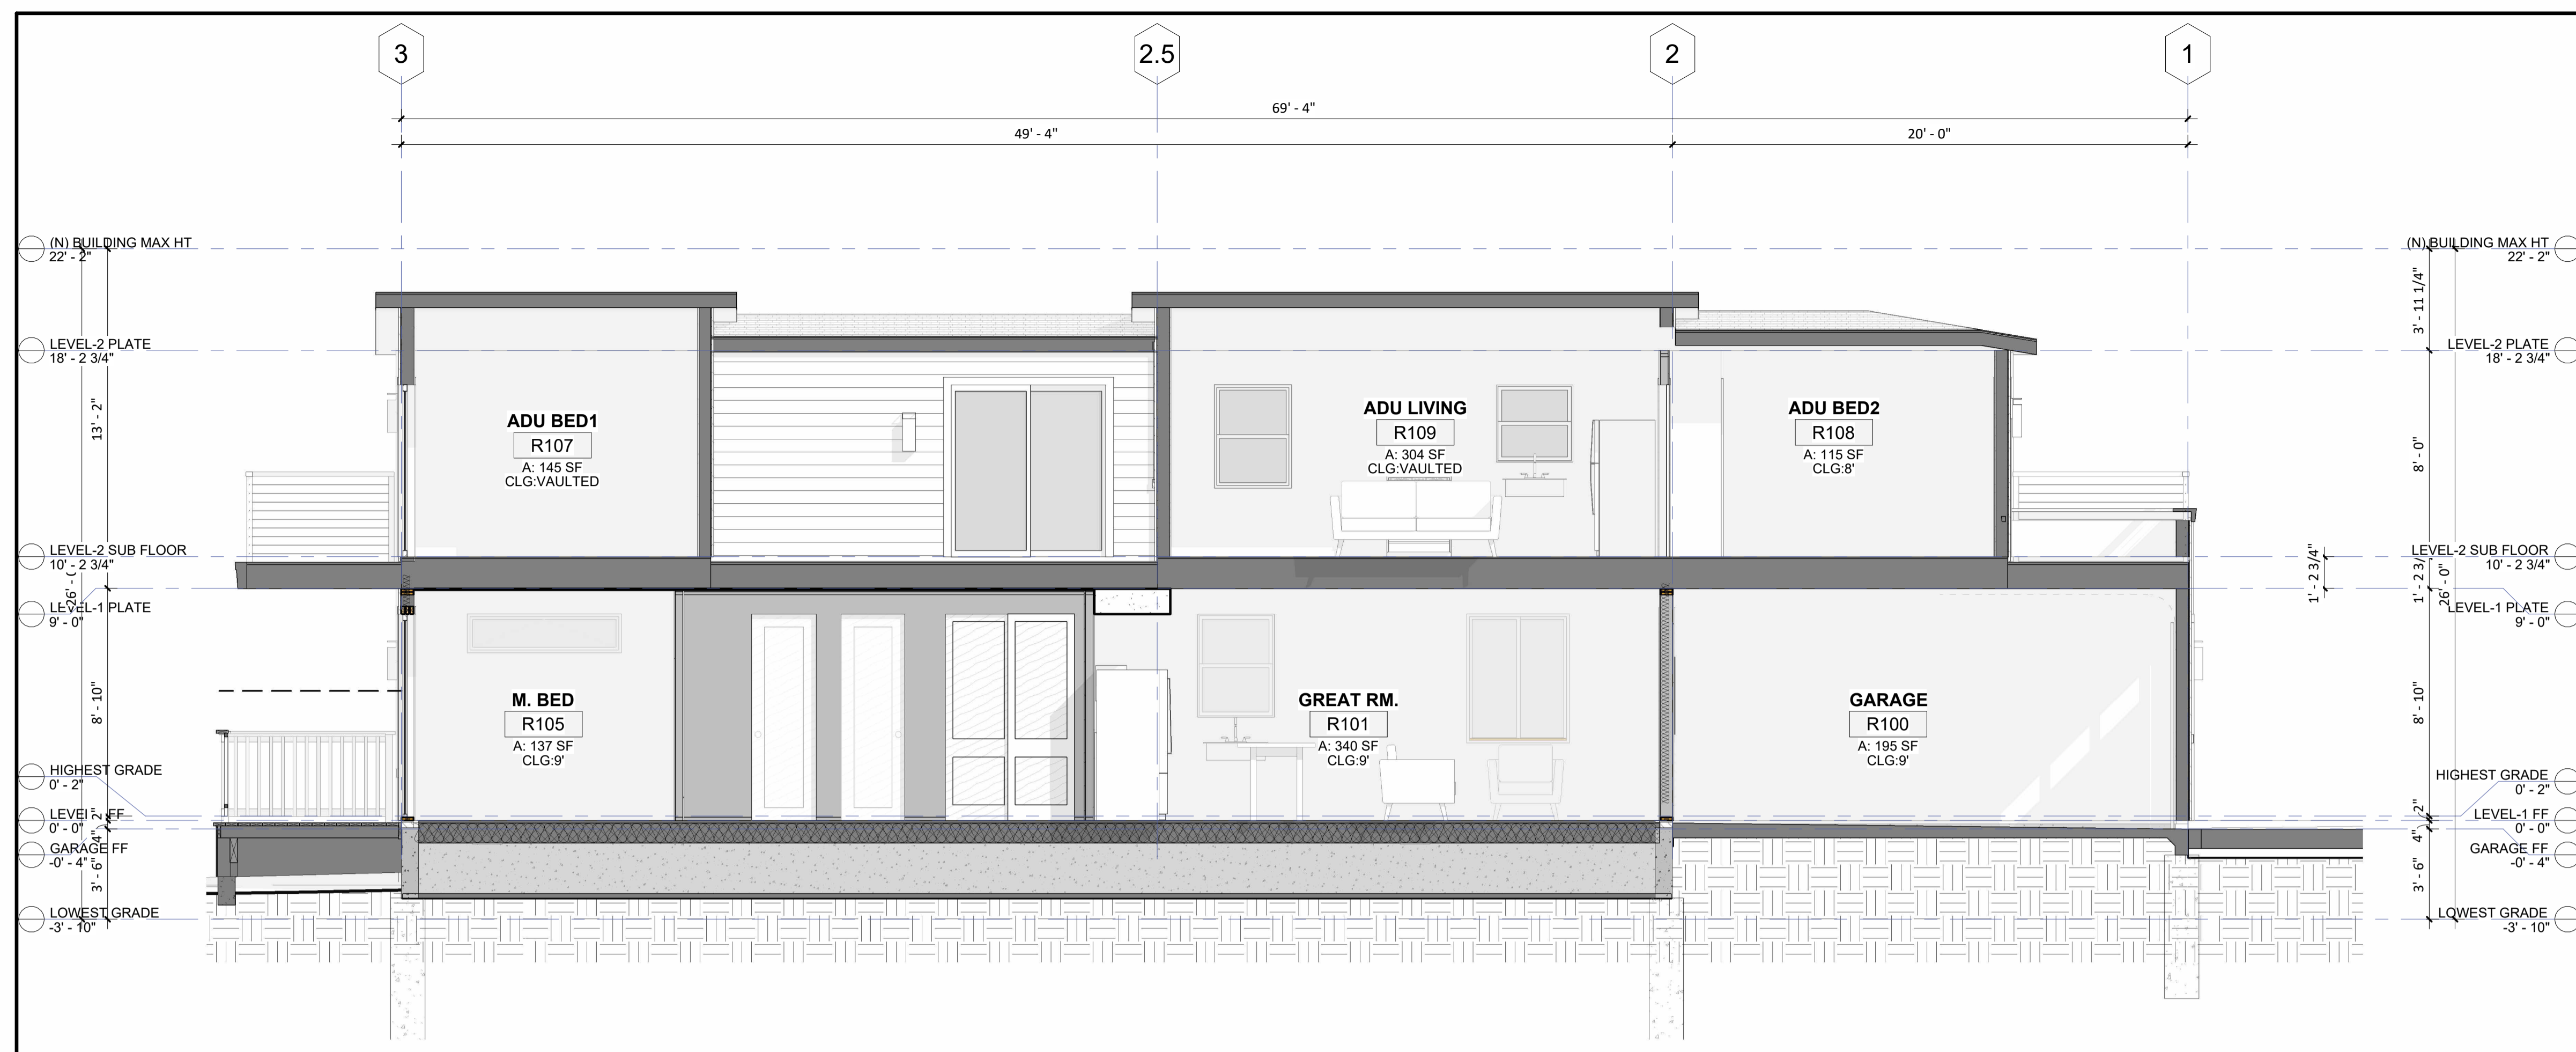 3
2.5
2
1
69' - 4"
49' - 4"
20' - 0"
(N) BUILDING MAX HT
22' - 2"
(N) BUILDING MAX HT
22' - 2"
3' - 11 1/4"
LEVEL-2 PLATE
18' - 2 3/4"
LEVEL-2 PLATE
18' - 2 3/4"
13' - 2"
ADU BED1
R107
A: 145 SF
CLG:VAULTED
ADU LIVING
R109
A: 304 SF
CLG:VAULTED
ADU BED2
R108
A: 115 SF
CLG:8'
8' - 0"
LEVEL-2 SUB FLOOR
10' - 2 3/4"
LEVEL-2 SUB FLOOR
10' - 2 3/4"
1' - 2 3/4"
1' - 2 3/
26' - 0"
26' - (
LEVEL-1 PLATE
9' - 0"
LEVEL-1 PLATE
9' - 0"
8' - 10"
M. BED
R105
A: 137 SF
CLG:9'
GREAT RM.
R101
A: 340 SF
CLG:9'
GARAGE
R100
A: 195 SF
CLG:9'
8' - 10"
HIGHEST GRADE
0' - 2"
HIGHEST GRADE
0' - 2"
2"
2"
FF
0' - 0"
LEVEL-1 FF
0' - 0"
4"
4"
GARAGE FF
-0' - 4"
GARAGE FF
-0' - 4"
3' - 6"
3' - 6"
LOWEST GRADE
-3' - 10"
LOWEST GRADE
-3' - 10"